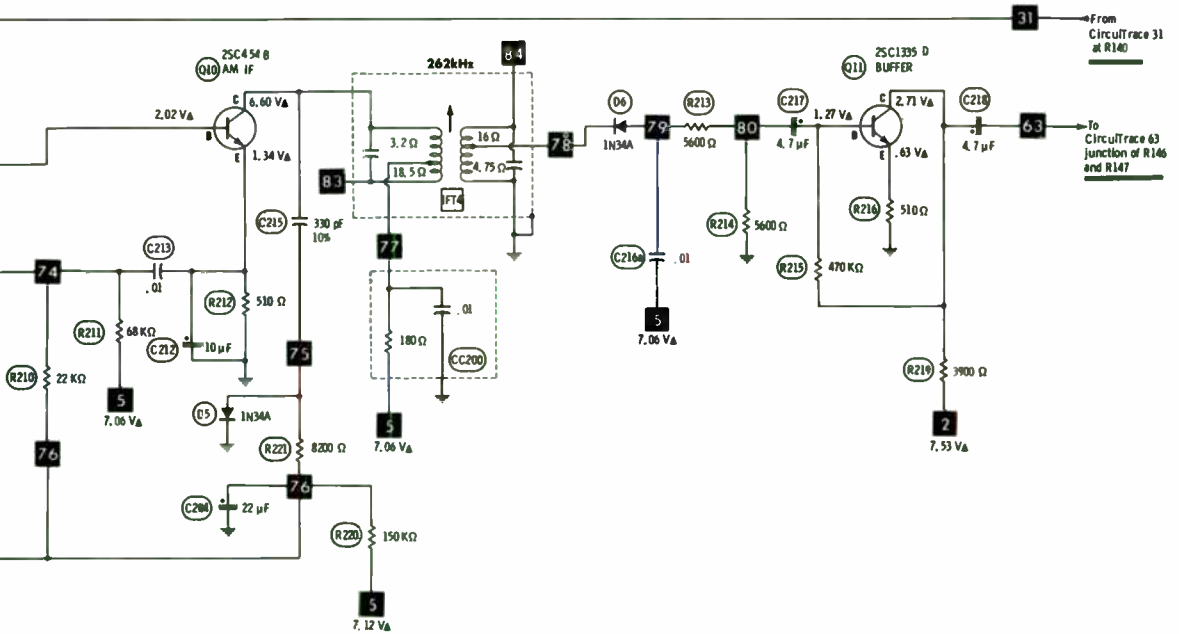 31
From
CirculTrace 31
at R140
2SC454 B
Q10
AM IF
262kHz
84
2SC1335 D
Q11
BUFFER
C
6.60 V▲
2.02 V▲
B
E
1.34 V▲
3.2 Ω
16 Ω
18.5 Ω
4.75 Ω
83
IFT4
78
D6
1N34A
79
R213
5600 Ω
80
C217
4.7 µF
1.27 V▲
C
2.71 V▲
B
E
.63 V▲
C218
4.7 µF
63
To
CirculTrace 63
junction of R146
and R147
C215
330 pF
10%
77
R216
510 Ω
R214
5600 Ω
C216a
.01
5
7.06 V▲
R215
470 KΩ
74
C213
.01
R212
510 Ω
R211
68 KΩ
C212
10 µF
R210
22 KΩ
5
7.06 V▲
75
180 Ω
.01
CC200
5
7.06 V▲
R219
3900 Ω
2
7.53 V▲
D5
1N34A
R221
8200 Ω
76
76
C204
22 µF
R220
150 KΩ
5
7.12 V▲